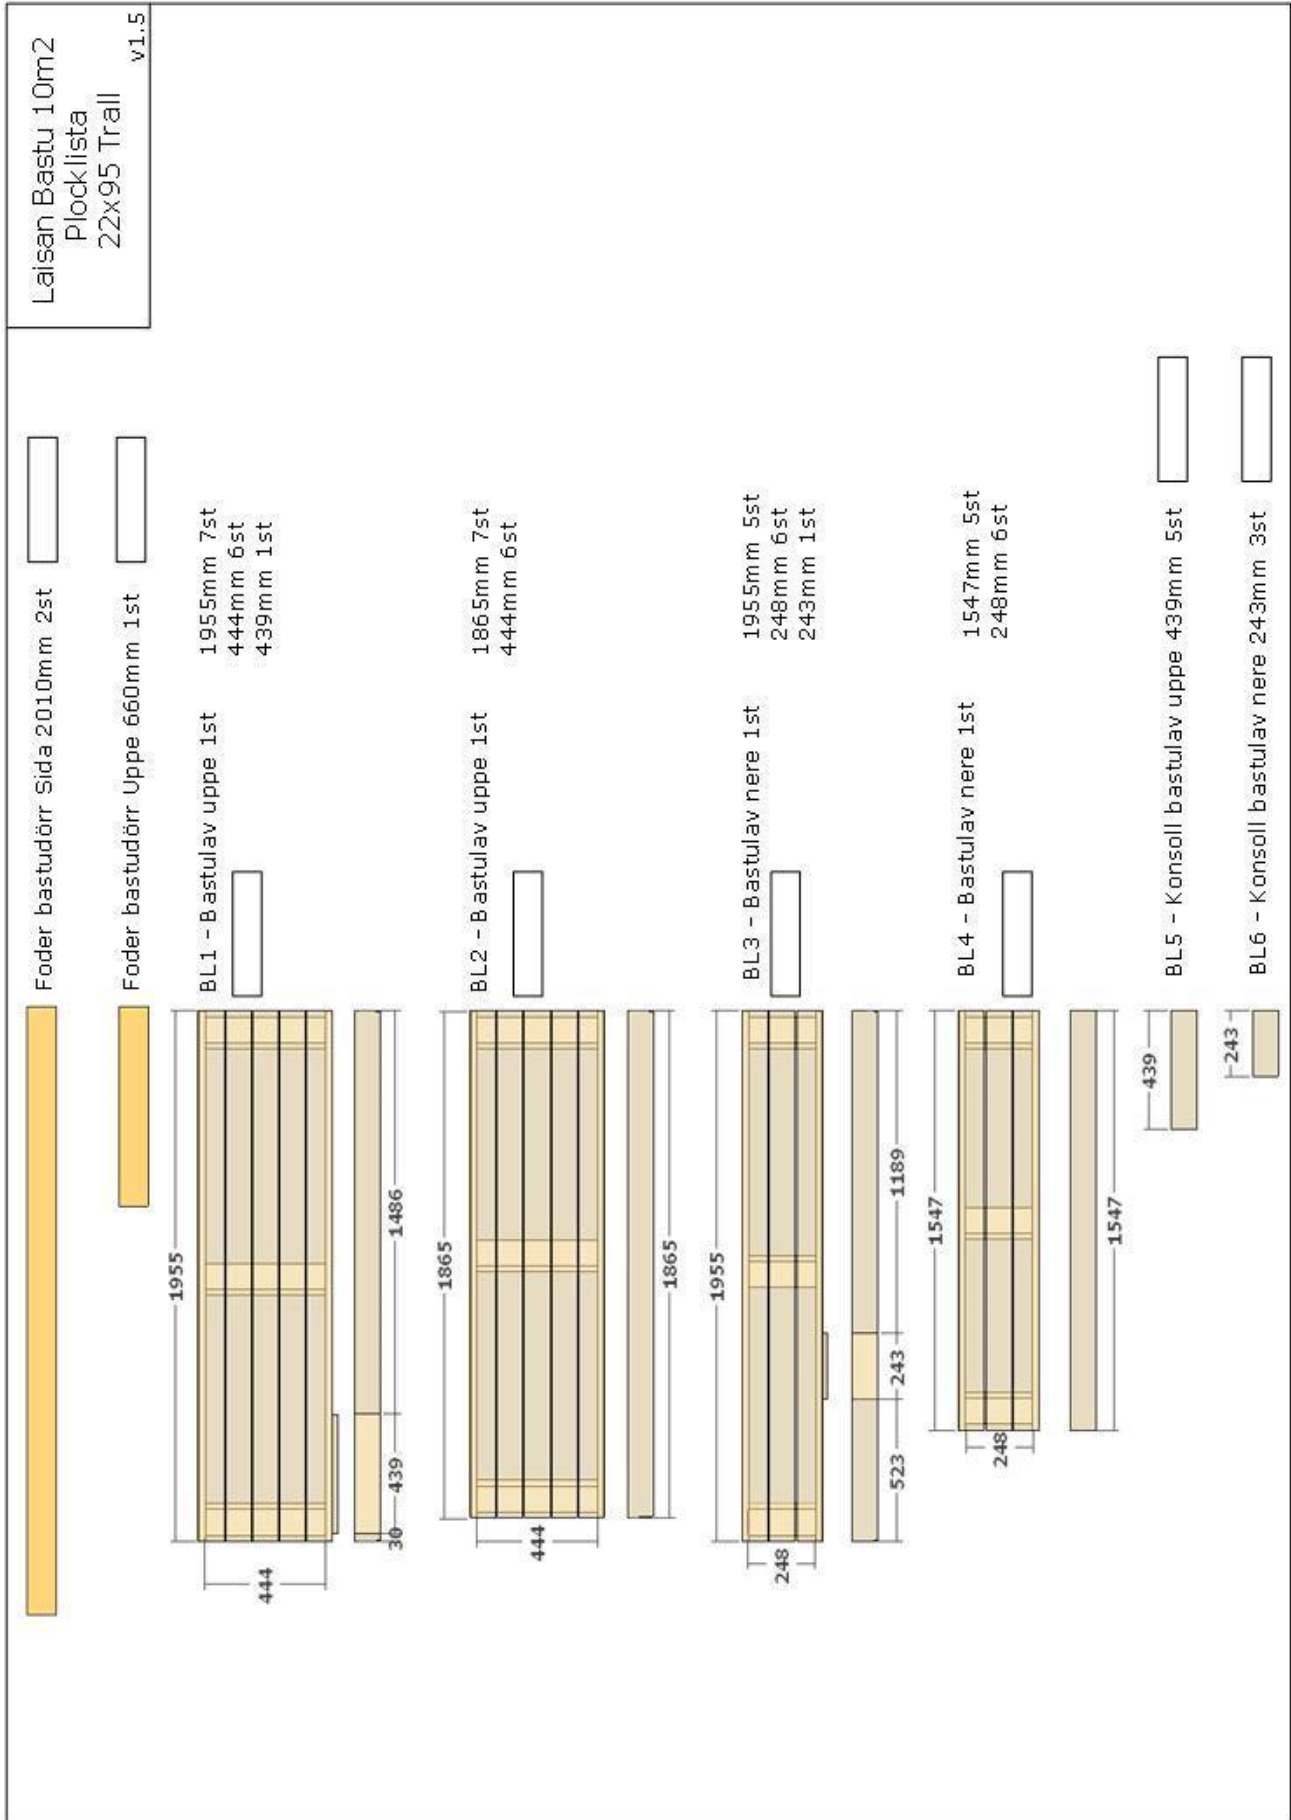 Laisan Bastu 10m2
Plocklista
22x95 Trall
v1.5
Foder bastudörr Sida 2010mm 2st
Foder bastudörr Uppe 660mm 1st
BL1 - Bastulav uppe 1st
1955mm 7st
444mm 6st
439mm 1st
1955
444
30
439
1486
BL2 - Bastulav uppe 1st
1865mm 7st
444mm 6st
1865
444
1865
BL3 - Bastulav nere 1st
1955mm 5st
248mm 6st
243mm 1st
1955
248
523
243
1189
BL4 - Bastulav nere 1st
1547mm 5st
248mm 6st
1547
248
1547
BL5 - Konsoll bastulav uppe 439mm 5st
439
BL6 - Konsoll bastulav nere 243mm 3st
243